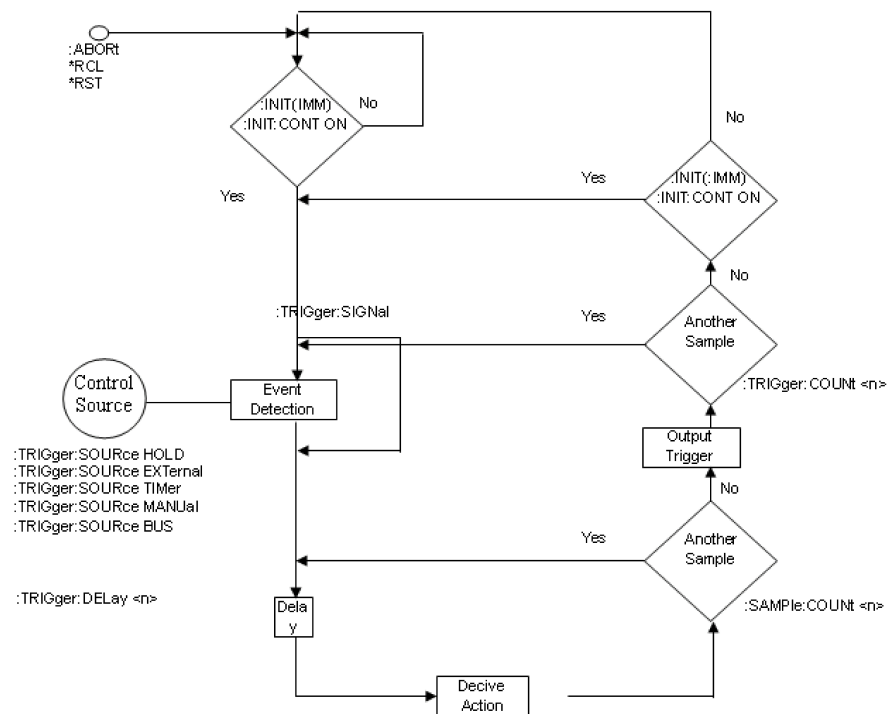 :ABORt
*RCL
*RST
:INIT(IMM)
:INIT:CONT ON
No
Yes
No
:INIT(:IMM)
:INIT:CONT ON
Yes
No
:TRIGger:SIGNal
Yes
Another
Sample
:TRIGger:COUNt <n>
Control
Source
Event
Detection
Output
Trigger
:TRIGger:SOURce HOLD
:TRIGger:SOURce EXTernal
:TRIGger:SOURce TIMer
:TRIGger:SOURce MANUal
:TRIGger:SOURce BUS
No
Yes
Another
Sample
:TRIGger:DELay <n>
:SAMPle:COUNt <n>
Dela
y
Decive
Action